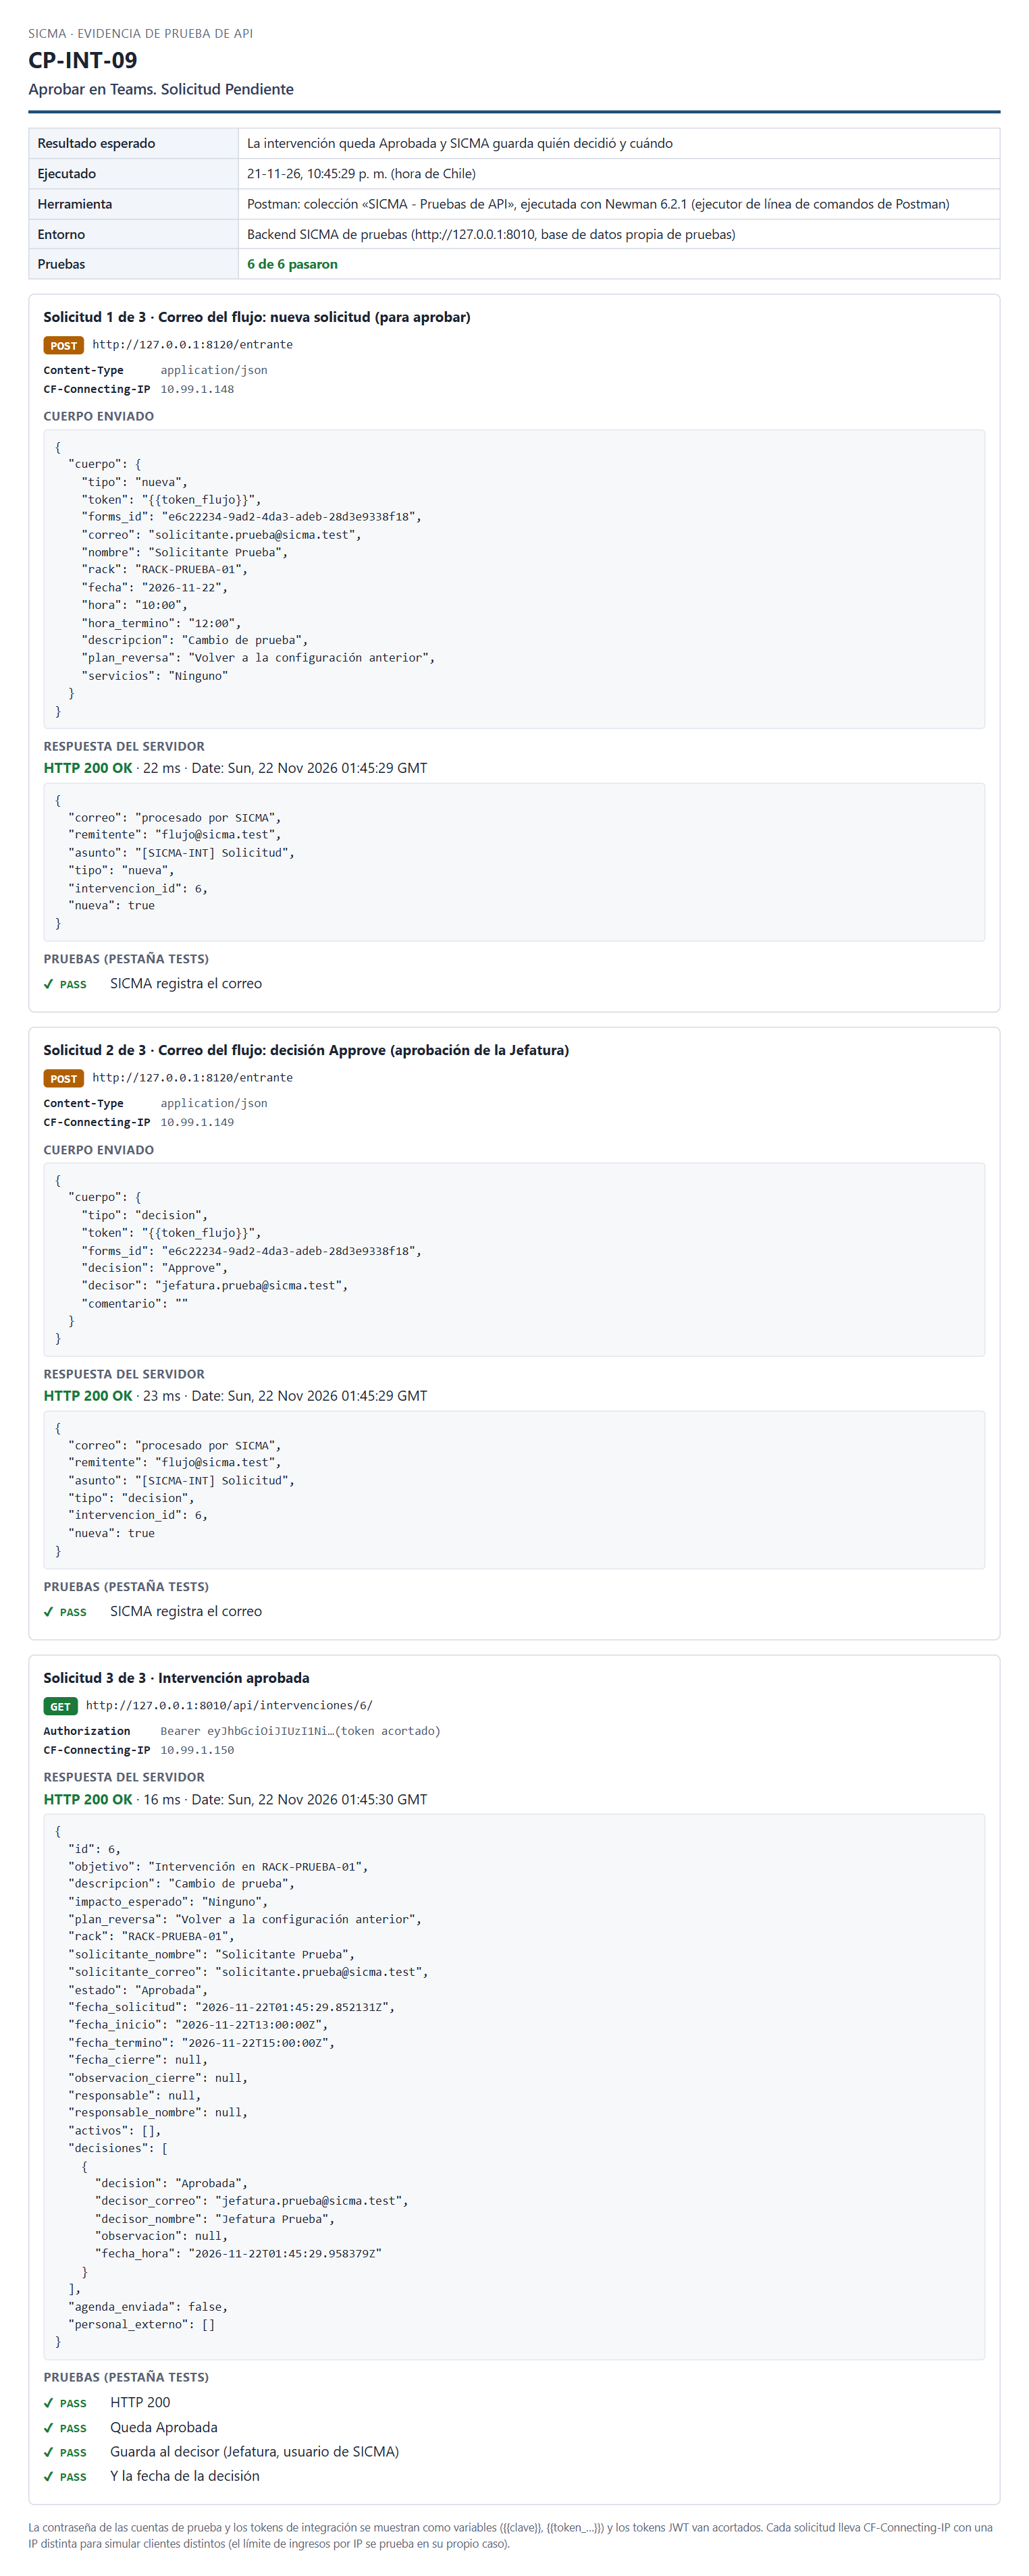 SICMA · EVIDENCIA DE PRUEBA DE API
CP-INT-09
Aprobar en Teams. Solicitud Pendiente
Resultado esperado La intervención queda Aprobada y SICMA guarda quién decidió y cuándo
Ejecutado 21-11-26, 10:45:29 p. m. (hora de Chile)
Herramienta Postman: colección «SICMA - Pruebas de API», ejecutada con Newman 6.2.1 (ejecutor de línea de comandos de Postman)
Entorno Backend SICMA de pruebas (http://127.0.0.1:8010, base de datos propia de pruebas)
Pruebas 6 de 6 pasaron
Solicitud 1 de 3 · Correo del flujo: nueva solicitud (para aprobar)
POST http://127.0.0.1:8120/entrante
Content-Type application/json
CF-Connecting-IP 10.99.1.148
CUERPO ENVIADO
{
  "cuerpo": {
    "tipo": "nueva",
    "token": "{{token_flujo}}",
    "forms_id": "e6c22234-9ad2-4da3-adeb-28d3e9338f18",
    "correo": "solicitante.prueba@sicma.test",
    "nombre": "Solicitante Prueba",
    "rack": "RACK-PRUEBA-01",
    "fecha": "2026-11-22",
    "hora": "10:00",
    "hora_termino": "12:00",
    "descripcion": "Cambio de prueba",
    "plan_reversa": "Volver a la configuración anterior",
    "servicios": "Ninguno"
  }
}
RESPUESTA DEL SERVIDOR
HTTP 200 OK · 22 ms · Date: Sun, 22 Nov 2026 01:45:29 GMT
{
  "correo": "procesado por SICMA",
  "remitente": "flujo@sicma.test",
  "asunto": "[SICMA-INT] Solicitud",
  "tipo": "nueva",
  "intervencion_id": 6,
  "nueva": true
}
PRUEBAS (PESTAÑA TESTS)
✔ PASS SICMA registra el correo
Solicitud 2 de 3 · Correo del flujo: decisión Approve (aprobación de la Jefatura)
POST http://127.0.0.1:8120/entrante
Content-Type application/json
CF-Connecting-IP 10.99.1.149
CUERPO ENVIADO
{
  "cuerpo": {
    "tipo": "decision",
    "token": "{{token_flujo}}",
    "forms_id": "e6c22234-9ad2-4da3-adeb-28d3e9338f18",
    "decision": "Approve",
    "decisor": "jefatura.prueba@sicma.test",
    "comentario": ""
  }
}
RESPUESTA DEL SERVIDOR
HTTP 200 OK · 23 ms · Date: Sun, 22 Nov 2026 01:45:29 GMT
{
  "correo": "procesado por SICMA",
  "remitente": "flujo@sicma.test",
  "asunto": "[SICMA-INT] Solicitud",
  "tipo": "decision",
  "intervencion_id": 6,
  "nueva": true
}
PRUEBAS (PESTAÑA TESTS)
✔ PASS SICMA registra el correo
Solicitud 3 de 3 · Intervención aprobada
GET http://127.0.0.1:8010/api/intervenciones/6/
Authorization Bearer eyJhbGciOiJIUzI1Ni…(token acortado)
CF-Connecting-IP 10.99.1.150
RESPUESTA DEL SERVIDOR
HTTP 200 OK · 16 ms · Date: Sun, 22 Nov 2026 01:45:30 GMT
{
  "id": 6,
  "objetivo": "Intervención en RACK-PRUEBA-01",
  "descripcion": "Cambio de prueba",
  "impacto_esperado": "Ninguno",
  "plan_reversa": "Volver a la configuración anterior",
  "rack": "RACK-PRUEBA-01",
  "solicitante_nombre": "Solicitante Prueba",
  "solicitante_correo": "solicitante.prueba@sicma.test",
  "estado": "Aprobada",
  "fecha_solicitud": "2026-11-22T01:45:29.852131Z",
  "fecha_inicio": "2026-11-22T13:00:00Z",
  "fecha_termino": "2026-11-22T15:00:00Z",
  "fecha_cierre": null,
  "observacion_cierre": null,
  "responsable": null,
  "responsable_nombre": null,
  "activos": [],
  "decisiones": [
    {
      "decision": "Aprobada",
      "decisor_correo": "jefatura.prueba@sicma.test",
      "decisor_nombre": "Jefatura Prueba",
      "observacion": null,
      "fecha_hora": "2026-11-22T01:45:29.958379Z"
    }
  ],
  "agenda_enviada": false,
  "personal_externo": []
}
PRUEBAS (PESTAÑA TESTS)
✔ PASS HTTP 200
✔ PASS Queda Aprobada
✔ PASS Guarda al decisor (Jefatura, usuario de SICMA)
✔ PASS Y la fecha de la decisión
La contraseña de las cuentas de prueba y los tokens de integración se muestran como variables ({{clave}}, {{token_…}}) y los tokens JWT van acortados. Cada solicitud lleva CF-Connecting-IP con una
IP distinta para simular clientes distintos (el límite de ingresos por IP se prueba en su propio caso).